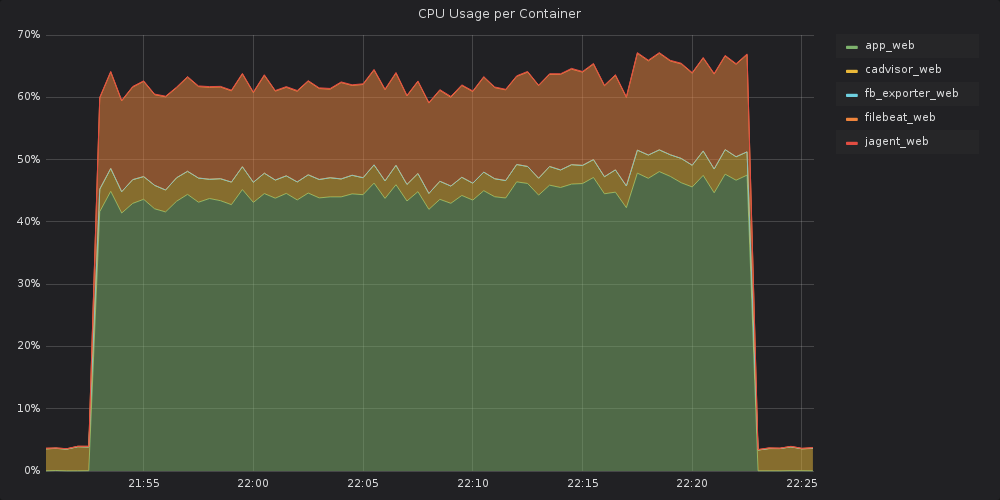 CPU Usage per Container
70%
60%
50%
40%
30%
20%
10%
0%
21:55
22:00
22:05
22:10
22:15
22:20
22:25
app_web
cadvisor_web
fb_exporter_web
filebeat_web
jagent_web